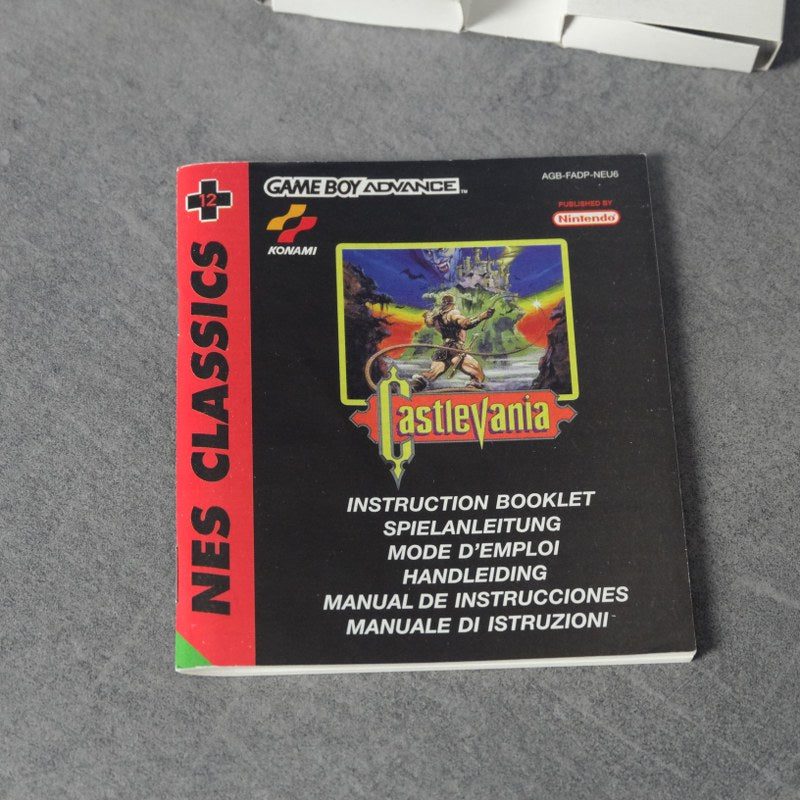 12
NES CLASSICS
GAME BOY ADVANCE™
AGB-FADP-NEU6
KONAMI
PUBLISHED BY
Nintendo®
Castlevania
INSTRUCTION BOOKLET
SPIELANLEITUNG
MODE D'EMPLOI
HANDLEIDING
MANUAL DE INSTRUCCIONES
MANUALE DI ISTRUZIONI